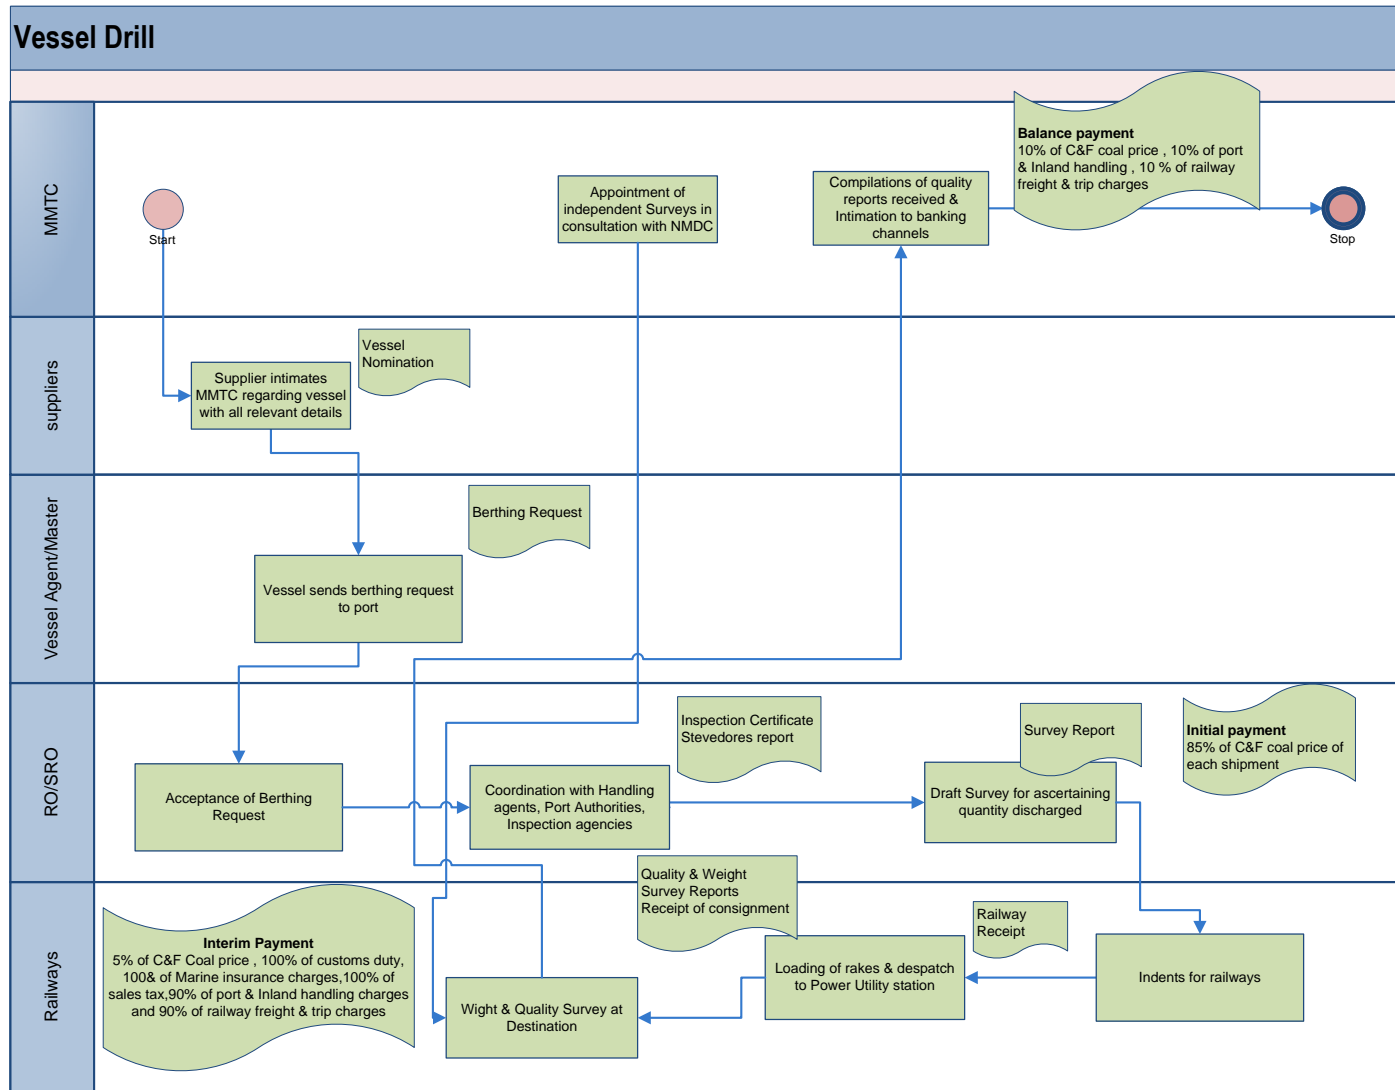 Vessel Drill
MMTC
Start
Appointment of
independent Surveys in
consultation with NMDC
Compilations of quality
reports received &
Intimation to banking
channels
Balance payment
10% of C&F coal price , 10% of port
& Inland handling , 10 % of railway
freight & trip charges
Stop
suppliers
Supplier intimates
MMTC regarding vessel
with all relevant details
Vessel
Nomination
Vessel Agent/Master
Berthing Request
Vessel sends berthing request
to port
RO/SRO
Acceptance of Berthing
Request
Coordination with Handling
agents, Port Authorities,
Inspection agencies
Inspection Certificate
Stevedores report
Survey Report
Draft Survey for ascertaining
quantity discharged
Initial payment
85% of C&F coal price of
each shipment
Railways
Interim Payment
5% of C&F Coal price , 100% of customs duty,
100& of Marine insurance charges,100% of
sales tax,90% of port & Inland handling charges
and 90% of railway freight & trip charges
Wight & Quality Survey at
Destination
Quality & Weight
Survey Reports
Receipt of consignment
Loading of rakes & despatch
to Power Utility station
Railway
Receipt
Indents for railways